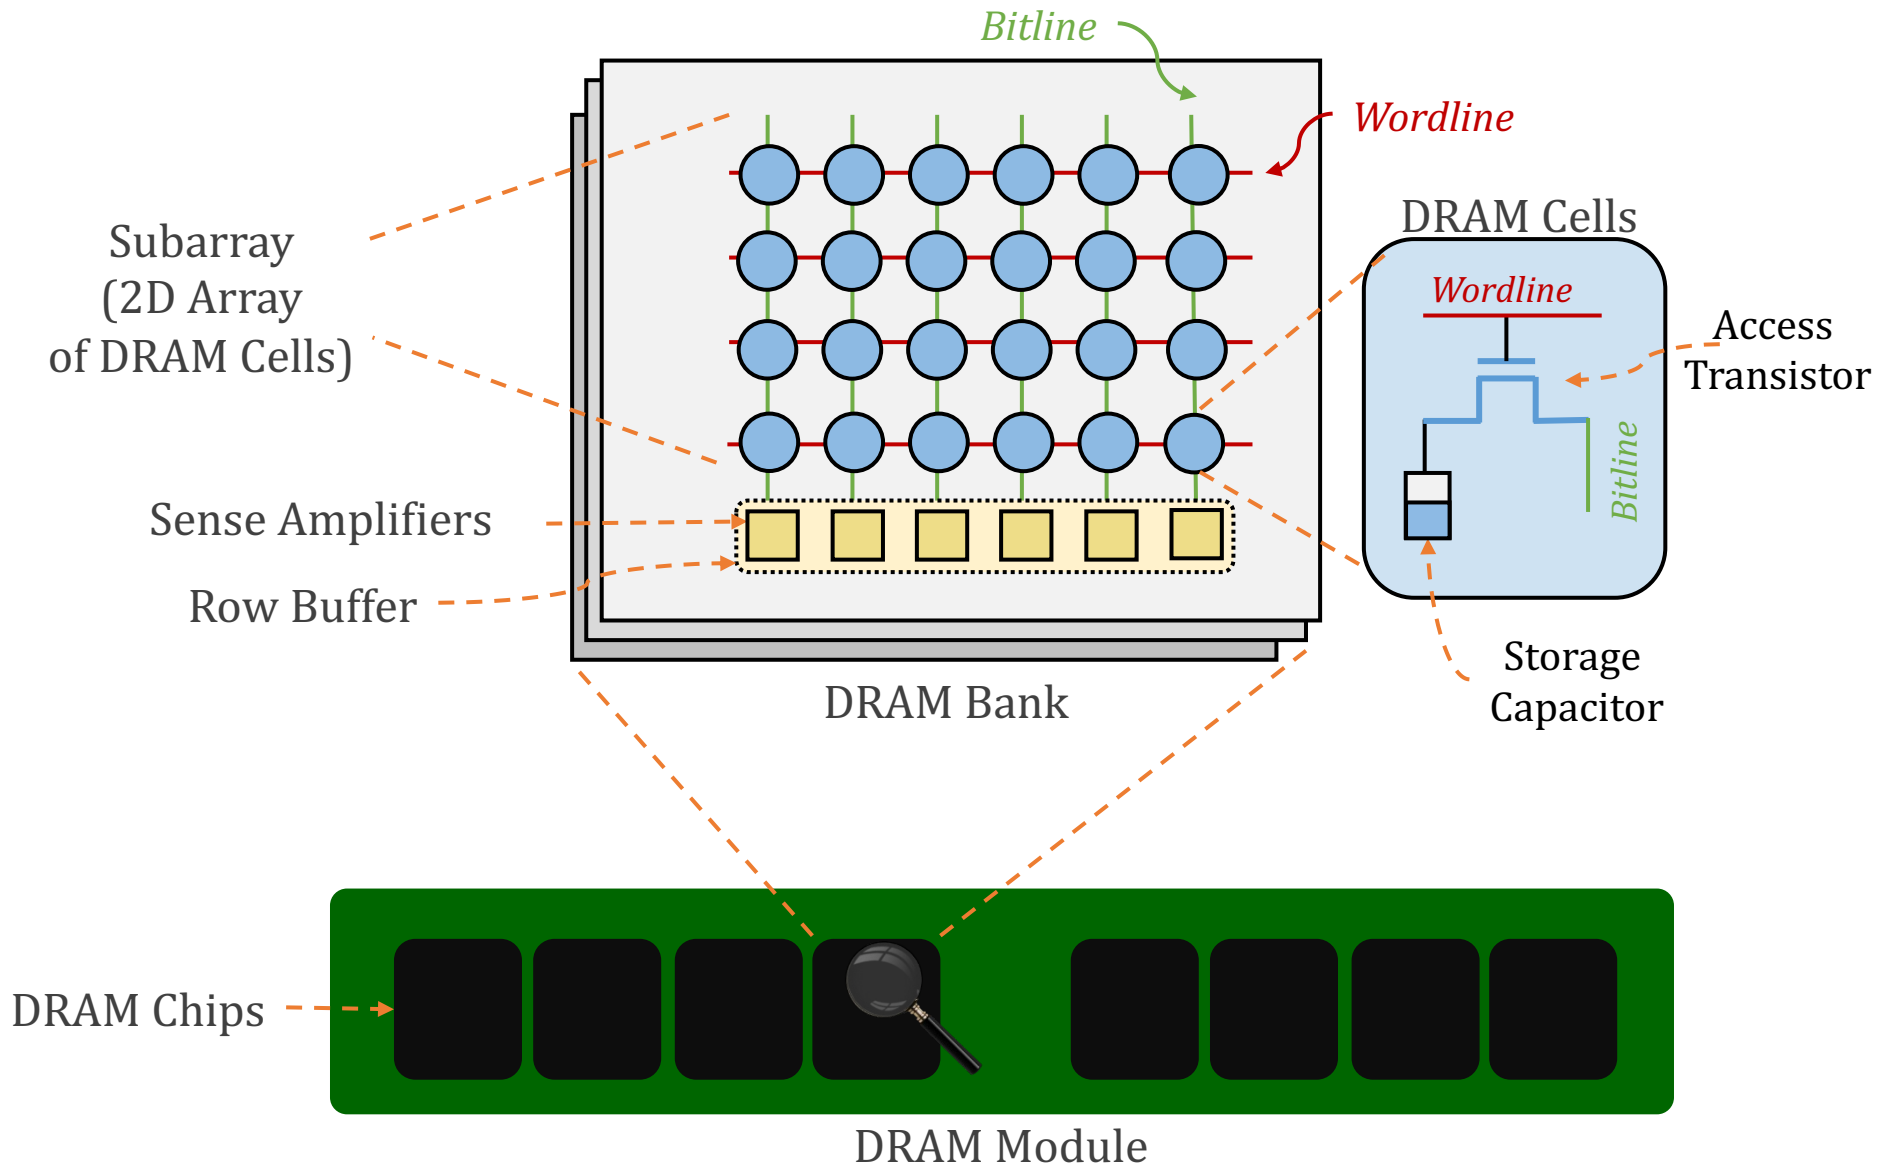 Bitline
Wordline
DRAM Cells
Subarray
(2D Array
of DRAM Cells)
Wordline
Access
Transistor
Bitline
Sense Amplifiers
Row Buffer
Storage
Capacitor
DRAM Bank
DRAM Chips
DRAM Module